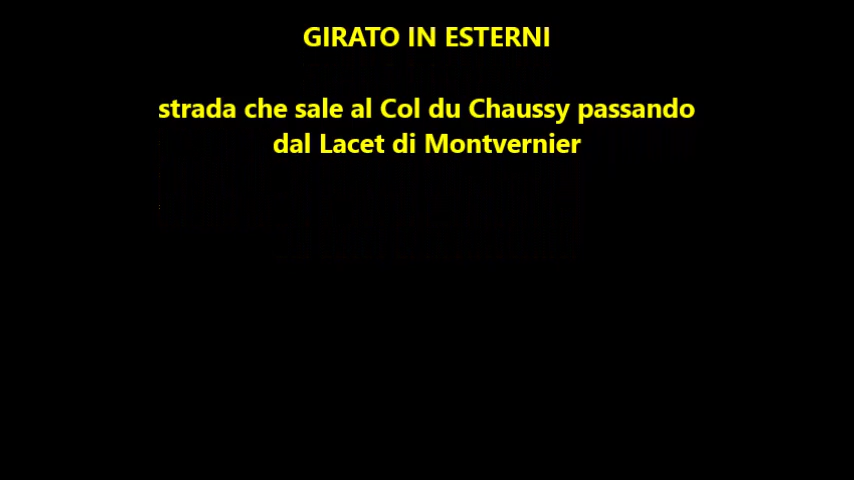 GIRATO IN ESTERNI
strada che sale al Col du Chaussy passando
dal Lacet di Montvernier